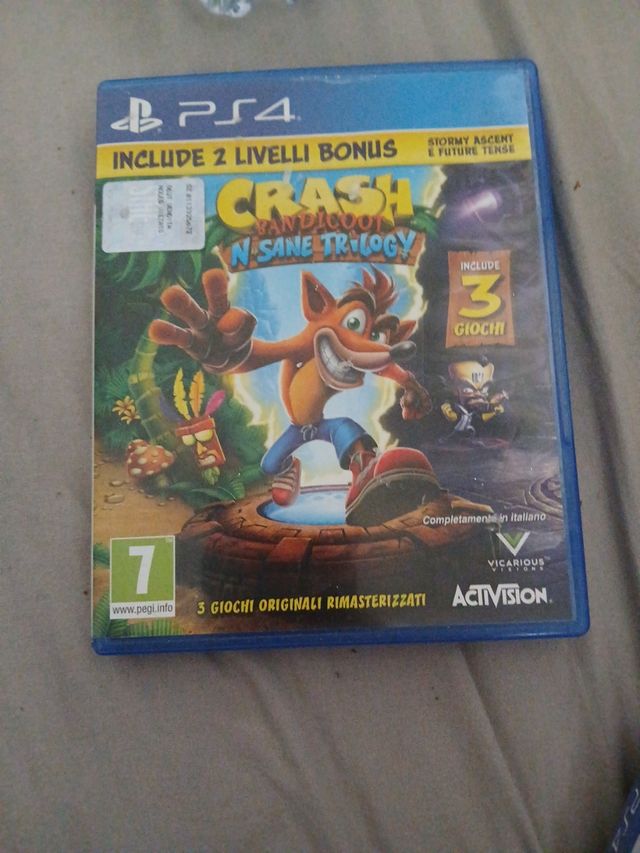 PS4
INCLUDE 2 LIVELLI BONUS
STORMY ASCENT
E FUTURE TENSE
CRASH
BANDICOOT
N. SANE TRILOGY
INCLUDE
3
GIOCHI
Completamente in italiano
VICARIOUS
VISIONS
7
www.pegi.info
3 GIOCHI ORIGINALI RIMASTERIZZATI
ACTIVISION